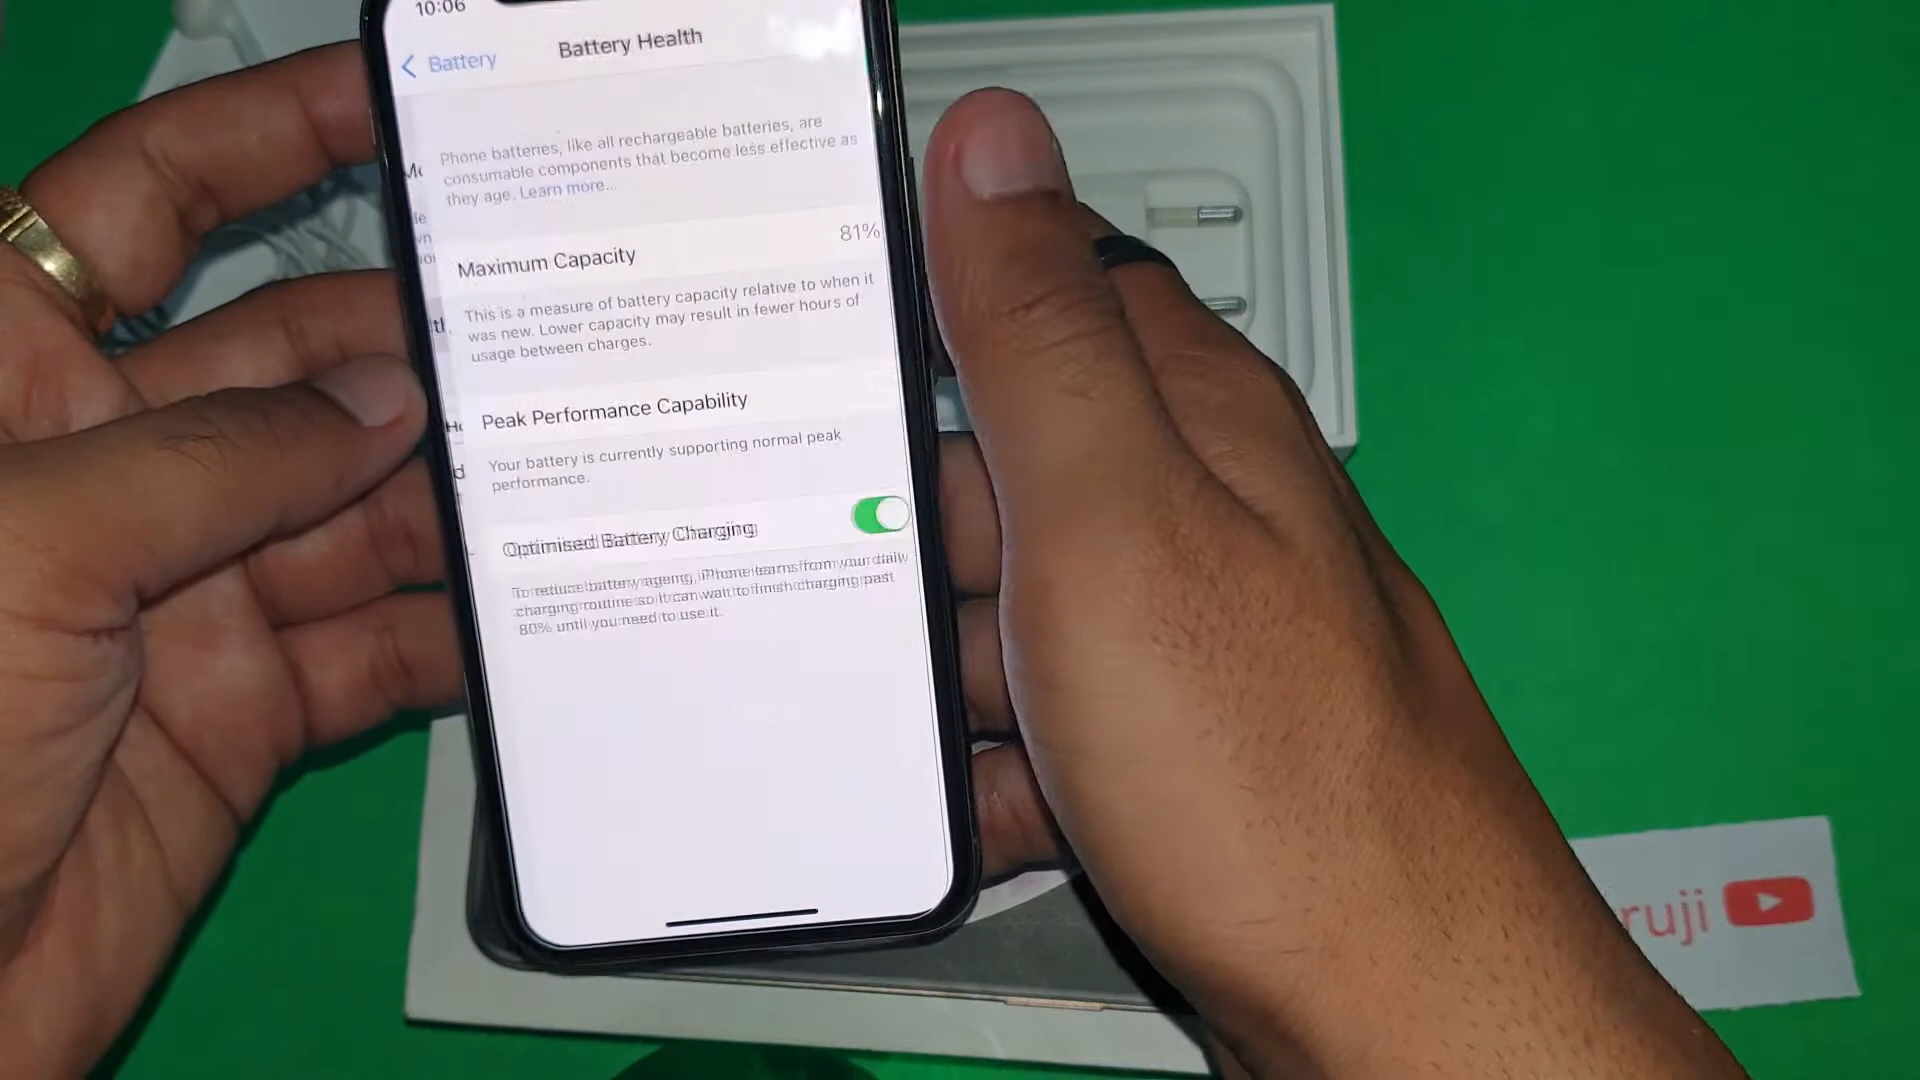 10:06
Battery
Battery Health
Phone batteries, like all rechargeable batteries, are
consumable components that become less effective as
they age. Learn more...
Maximum Capacity 81%
This is a measure of battery capacity relative to when it
was new. Lower capacity may result in fewer hours of
usage between charges.
Peak Performance Capability
Your battery is currently supporting normal peak
performance.
Optimised Battery Charging
To reduce battery ageing, iPhone learns from your daily
charging routine so it can wait to finish charging past
80% until you need to use it.
ruji